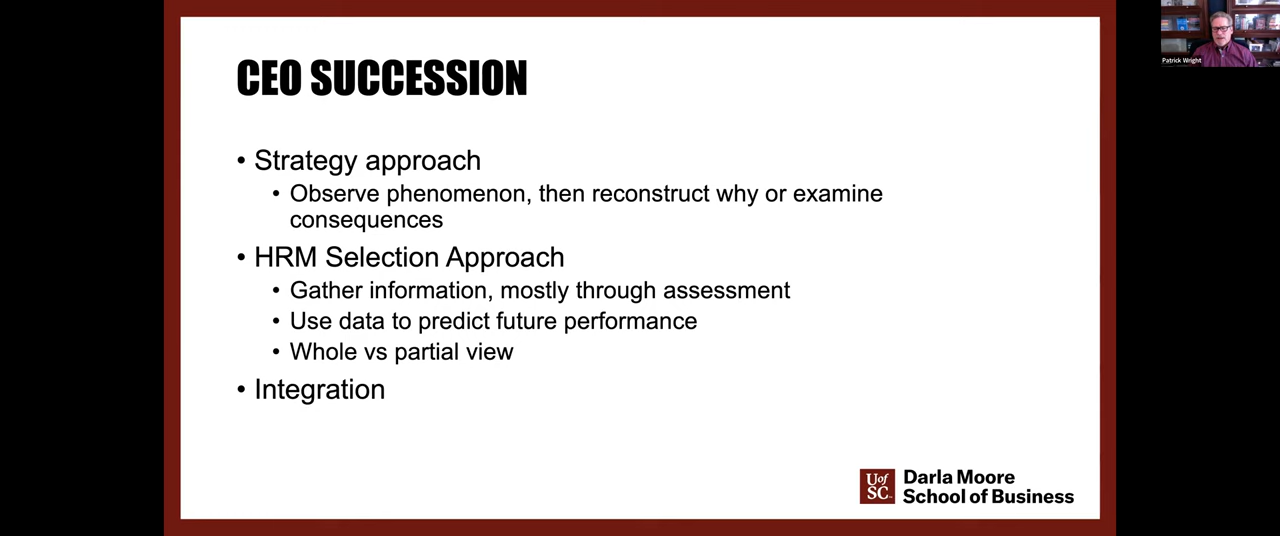 CEO SUCCESSION
• Strategy approach
• Observe phenomenon, then reconstruct why or examine
consequences
• HRM Selection Approach
• Gather information, mostly through assessment
• Use data to predict future performance
• Whole vs partial view
• Integration
Uof
SC
Darla Moore
School of Business
Patrick Wright